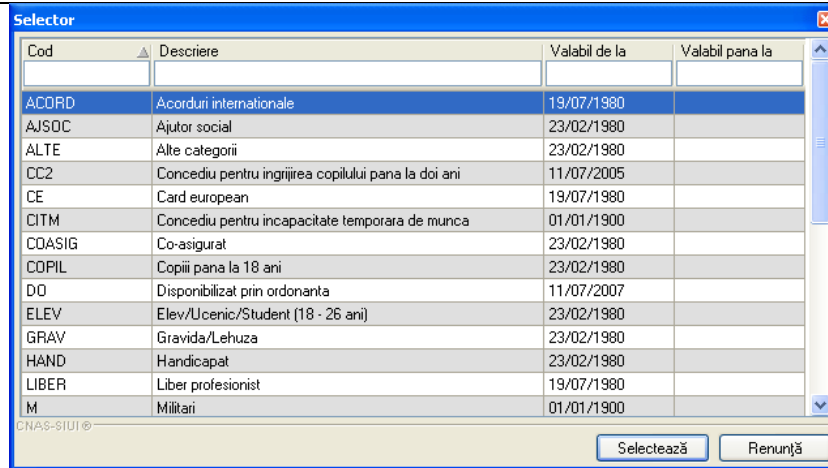 Selector
Cod Descriere Valabil de la Valabil pana la
ACORD Acorduri internationale 19/07/1980
AJSOC Ajutor social 23/02/1980
ALTE Alte categorii 23/02/1980
CC2 Concediu pentru ingrijirea copilului pana la doi ani 11/07/2005
CE Card european 19/07/1980
CITM Concediu pentru incapacitate temporara de munca 01/01/1900
COASIG Co-asigurat 23/02/1980
COPIL Copiii pana la 18 ani 23/02/1980
DO Disponibilizat prin ordonanta 11/07/2007
ELEV Elev/Ucenic/Student (18 - 26 ani) 23/02/1980
GRAV Gravida/Lehuza 23/02/1980
HAND Handicapat 23/02/1980
LIBER Liber profesionist 19/07/1980
M Militari 01/01/1900
CNAS-SIUI ®
Selectează Renunţă